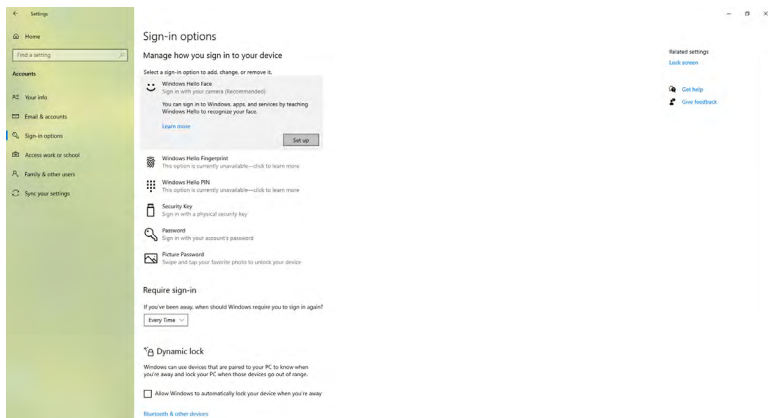 Settings
Home
Find a setting
Accounts
Your info
Email & accounts
Sign-in options
Access work or school
Family & other users
Sync your settings
Sign-in options
Manage how you sign in to your device
Select a sign-in option to add, change, or remove it.
Windows Hello Face
Sign in with your camera (Recommended)
You can sign in to Windows, apps, and services by teaching
Windows Hello to recognize your face.
Learn more
Set up
Windows Hello Fingerprint
This option is currently unavailable—click to learn more
Windows Hello PIN
This option is currently unavailable—click to learn more
Security Key
Sign in with a physical security key
Password
Sign in with your account's password
Picture Password
Swipe and tap your favorite photo to unlock your device
Require sign-in
If you've been away, when should Windows require you to sign in again?
Every Time
Dynamic lock
Windows can use devices that are paired to your PC to know when
you're away and lock your PC when those devices go out of range.
Allow Windows to automatically lock your device when you're away
Bluetooth & other devices
Related settings
Lock screen
Get help
Give feedback